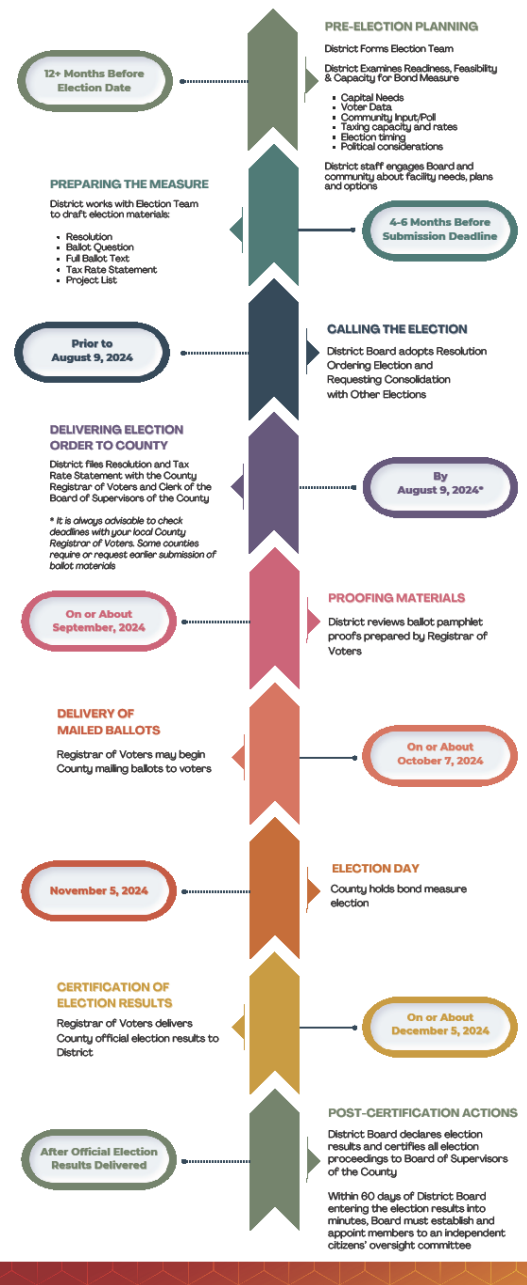 PRE-ELECTION PLANNING
District Forms Election Team
District Examines Readiness, Feasibility
& Capacity for Bond Measure
• Capital Needs
• Voter Data
• Community Input/Poll
• Taxing capacity and rates
• Election timing
• Political considerations
District staff engages Board and
community about facility needs, plans
and options
12+ Months Before
Election Date
PREPARING THE MEASURE
District works with Election Team
to draft election materials:
• Resolution
• Ballot Question
• Full Ballot Text
• Tax Rate Statement
• Project List
4-6 Months Before
Submission Deadline
Prior to
August 9, 2024
CALLING THE ELECTION
District Board adopts Resolution
Ordering Election and
Requesting Consolidation
with Other Elections
DELIVERING ELECTION
ORDER TO COUNTY
District files Resolution and Tax
Rate Statement with the County
Registrar of Voters and Clerk of the
Board of Supervisors of the County
* It is always advisable to check
deadlines with your local County
Registrar of Voters. Some counties
require or request earlier submission of
ballot materials
By
August 9, 2024*
On or About
September, 2024
PROOFING MATERIALS
District reviews ballot pamphlet
proofs prepared by Registrar of
Voters
DELIVERY OF
MAILED BALLOTS
Registrar of Voters may begin
County mailing ballots to voters
On or About
October 7, 2024
November 5, 2024
ELECTION DAY
County holds bond measure
election
CERTIFICATION OF
ELECTION RESULTS
Registrar of Voters delivers
County official election results to
District
On or About
December 5, 2024
After Official Election
Results Delivered
POST-CERTIFICATION ACTIONS
District Board declares election
results and certifies all election
proceedings to Board of Supervisors
of the County
Within 60 days of District Board
entering the election results into
minutes, Board must establish and
appoint members to an independent
citizens' oversight committee